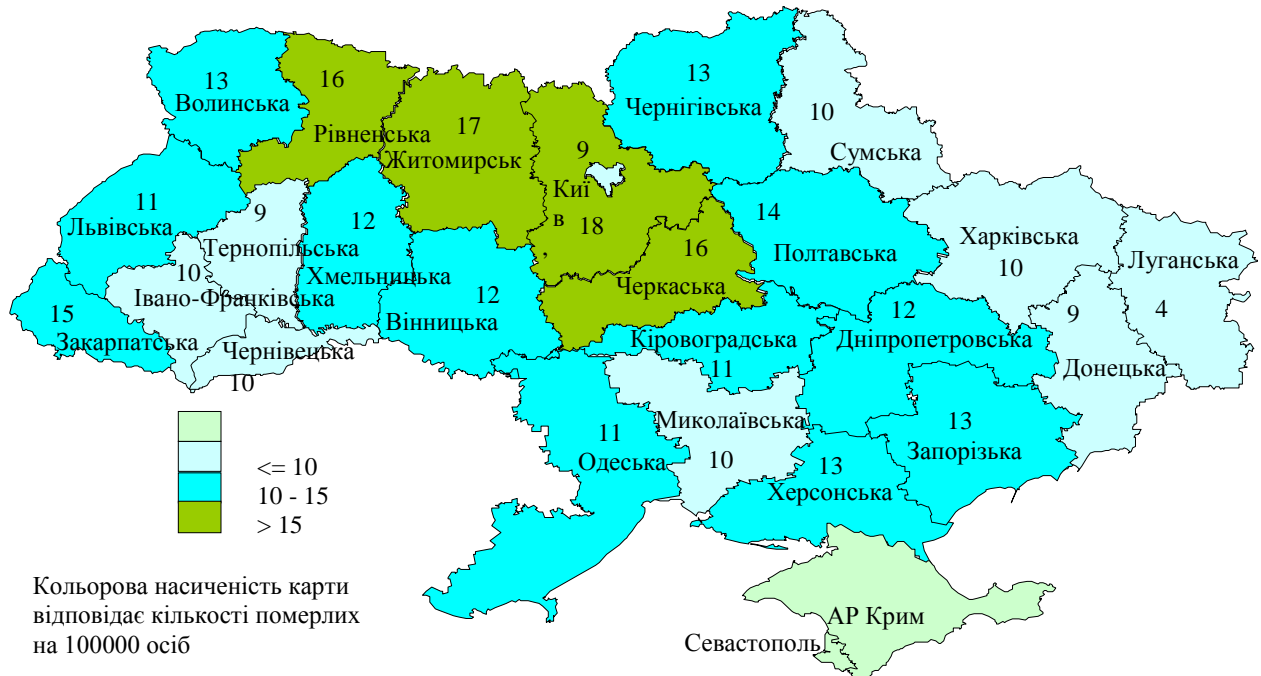 13
Волинська
16
Рівненська
17
Житомирськ
9
Киї
в
,
18
13
Чернігівська
10
Сумська
11
Львівська
9
Тернопільська
12
Хмельницька
10
Івано-Франківська
15
Закарпатська
Чернівецька
10
12
Вінницька
16
Черкаська
14
Полтавська
Харківська
10
Луганська
4
9
Донецька
12
Дніпропетровська
Кіровоградська
11
Миколаївська
10
11
Одеська
13
Херсонська
13
Запорізька
АР Крим
Севастополь
<= 10
10 - 15
> 15
Кольорова насиченість карти
відповідає кількості померлих
на 100000 осіб